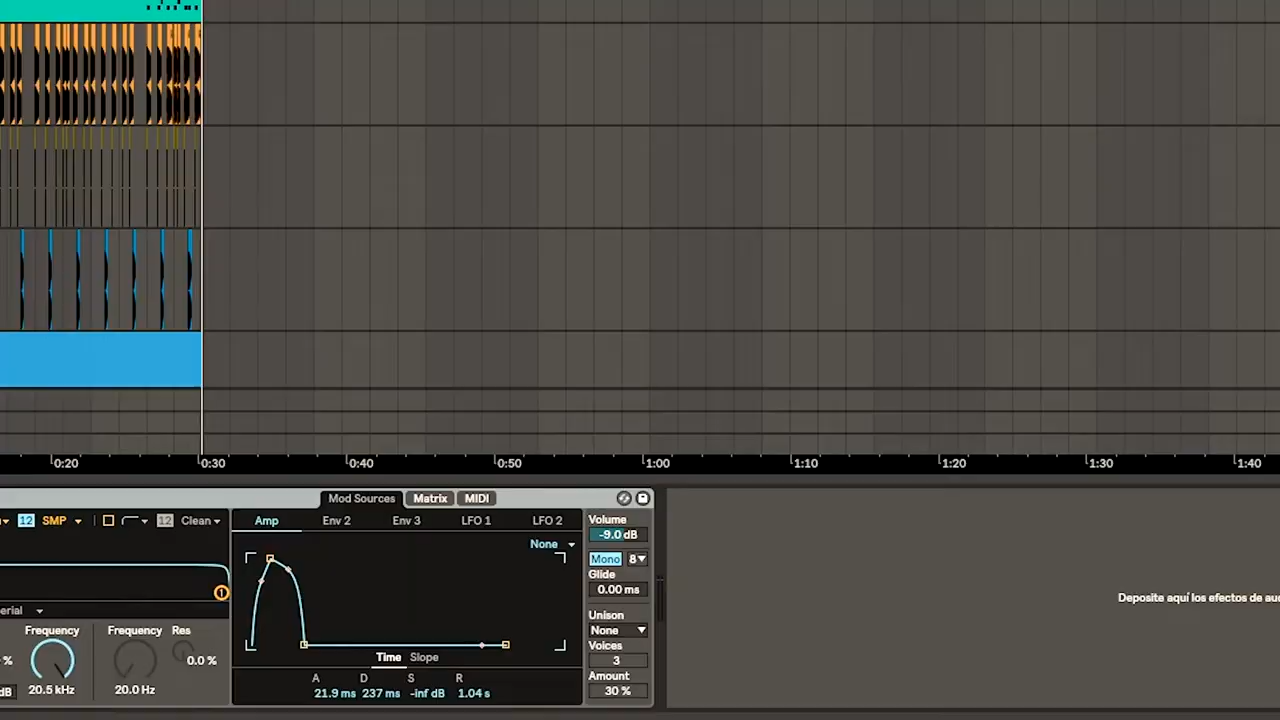 0:20 0:30 0:40 0:50 1:00 1:10 1:20 1:30 1:40
Mod Sources Matrix MIDI
12 SMP 12 Clean
Amp Env 2 Env 3 LFO 1 LFO 2
None
Time Slope
A D S R
21.9 ms 237 ms -inf dB 1.04 s
1
erial
Frequency Frequency Res
% 0.0 %
dB 20.5 kHz 20.0 Hz
Volume
-9.0 dB
Mono 8
Glide
0.00 ms
Unison
None
Voices
3
Amount
30 %
Deposite aquí los efectos de au